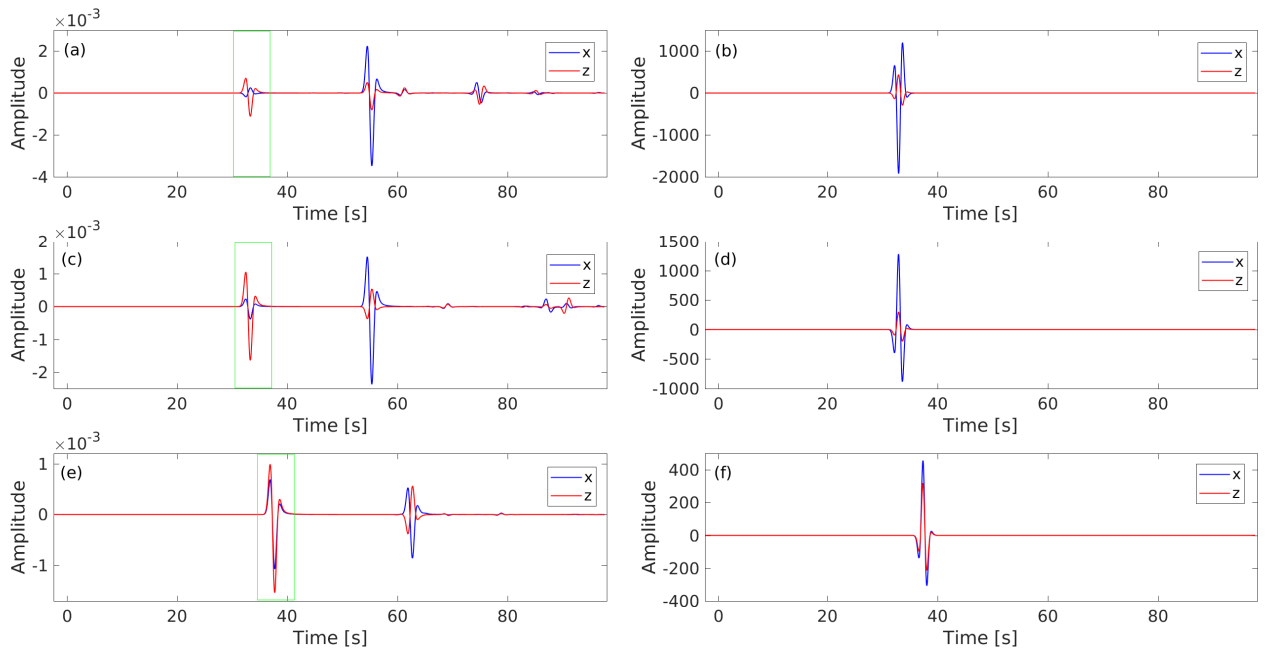 ×10-3
(a)
x
z
2
0
-2
-4
Amplitude
0 20 40 60 80
Time [s]
(b)
x
z
1000
0
-1000
-2000
Amplitude
0 20 40 60 80
Time [s]
×10-3
(c)
x
z
2
1
0
-1
-2
Amplitude
0 20 40 60 80
Time [s]
(d)
x
z
1500
1000
500
0
-500
-1000
Amplitude
0 20 40 60 80
Time [s]
×10-3
(e)
x
z
1
0
-1
Amplitude
0 20 40 60 80
Time [s]
(f)
x
z
400
200
0
-200
-400
Amplitude
0 20 40 60 80
Time [s]